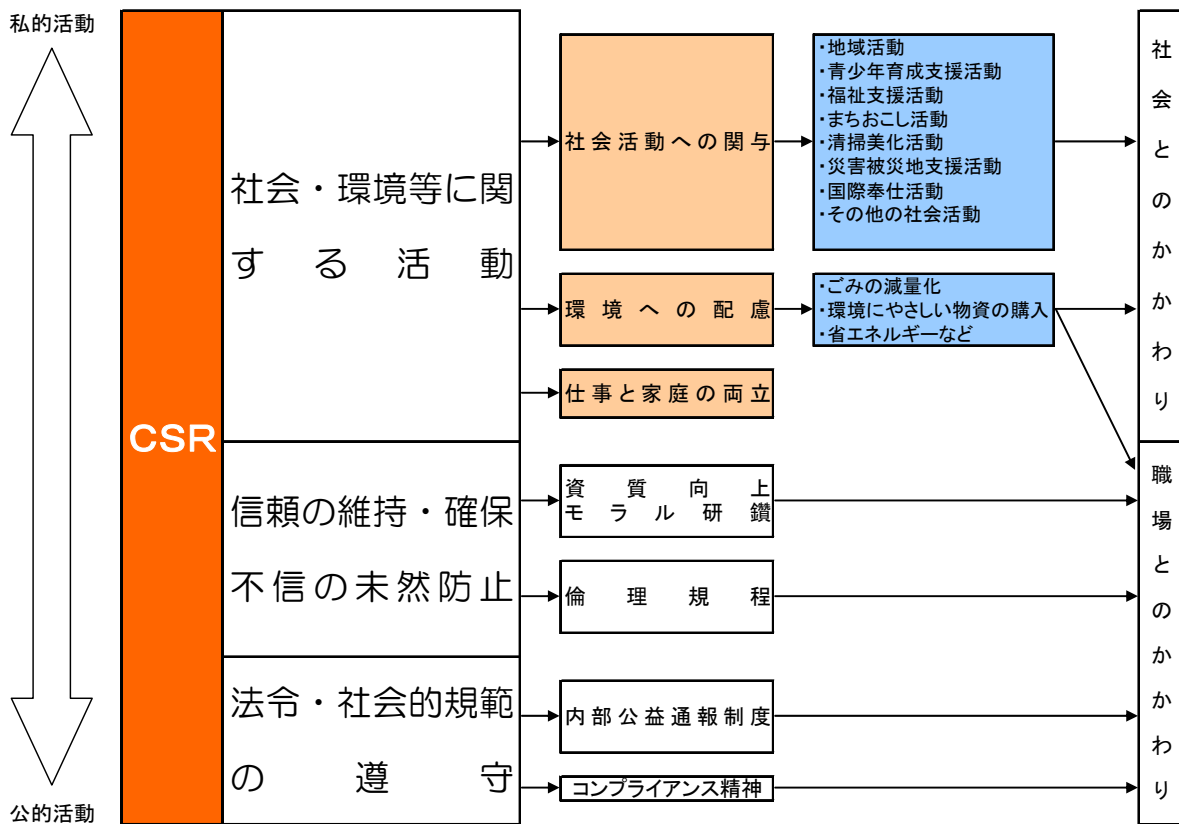 私的活動
公的活動
CSR
社会・環境等に関
する活動
信頼の維持・確保
不信の未然防止
法令・社会的規範
の遵守
社会活動への関与
環境への配慮
仕事と家庭の両立
資質向上
モラル研鑽
倫理規程
内部公益通報制度
コンプライアンス精神
・地域活動
・青少年育成支援活動
・福祉支援活動
・まちおこし活動
・清掃美化活動
・災害被災地支援活動
・国際奉仕活動
・その他の社会活動
・ごみの減量化
・環境にやさしい物資の購入
・省エネルギーなど
社会とのかかわり
職場とのかかわり